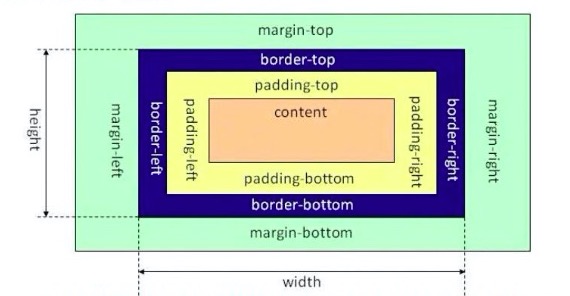 margin-top
border-top
padding-top
content
height
margin-left
border-left
padding-left
padding-right
border-right
margin-right
padding-bottom
border-bottom
margin-bottom
width